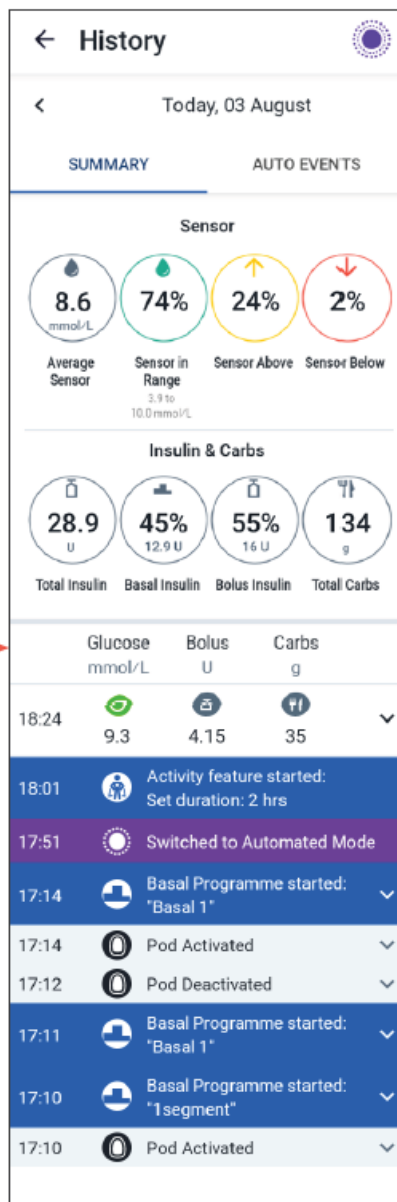 History
Today, 03 August
SUMMARY AUTO EVENTS
Sensor
8.6 74% 24% 2%
mmol/L
Average Sensor in Sensor Above Sensor Below
Sensor Range
3.9 to
10.0 mmol/L
Insulin & Carbs
28.9 45% 55% 134
U 12.9 U 16 U g
Total Insulin Basal Insulin Bolus Insulin Total Carbs
Glucose Bolus Carbs
mmol/L U g
18:24
9.3 4.15 35
18:01 Activity feature started:
Set duration: 2 hrs
17:51 Switched to Automated Mode
17:14 Basal Programme started:
"Basal 1"
17:14 Pod Activated
17:12 Pod Deactivated
17:11 Basal Programme started:
"Basal 1"
17:10 Basal Programme started:
"1segment"
17:10 Pod Activated